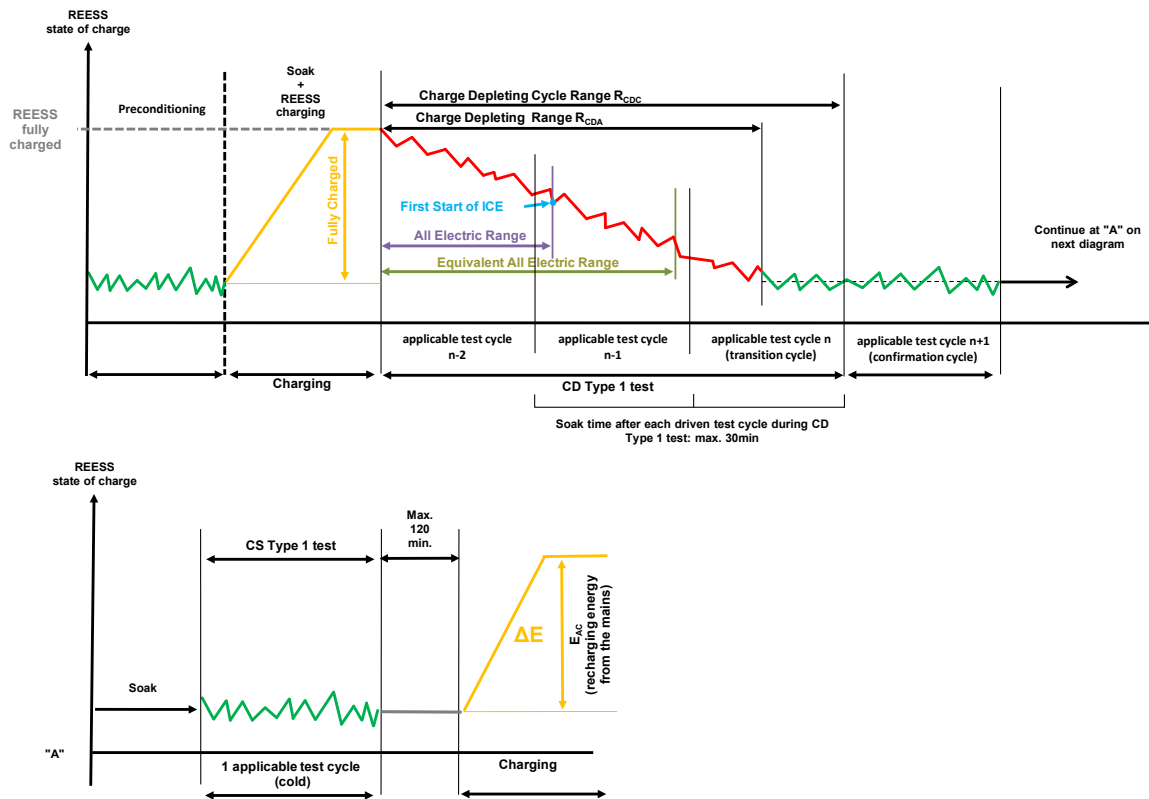 REESS
state of charge
REESS
fully
charged
Preconditioning
Soak
+
REESS
charging
Fully Charged
Charge Depleting Cycle Range RCDC
Charge Depleting Range RCDA
First Start of ICE
All Electric Range
Equivalent All Electric Range
Continue at "A" on
next diagram
applicable test cycle
n-2
applicable test cycle
n-1
applicable test cycle n
(transition cycle)
applicable test cycle n+1
(confirmation cycle)
Charging
CD Type 1 test
Soak time after each driven test cycle during CD
Type 1 test: max. 30min
REESS
state of charge
CS Type 1 test
Max.
120
min.
Soak
ΔE
EAC
(recharging energy
from the mains)
"A"
1 applicable test cycle
(cold)
Charging